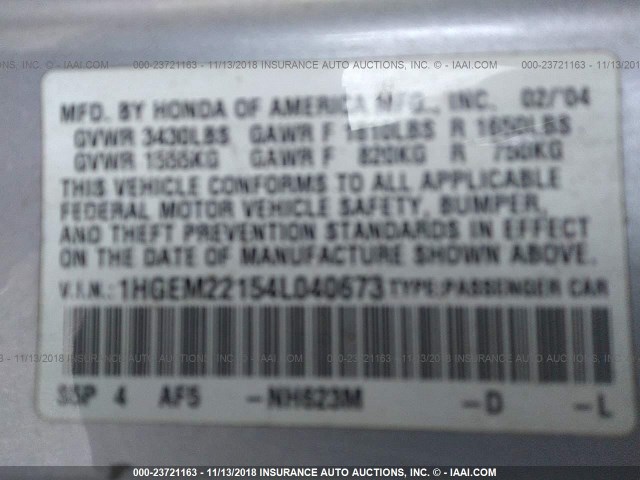 000-23721163 - 11/13/2018 INSURANCE AUTO AUCTIONS, INC. - © - IAAI.COM
MFD. BY HONDA OF AMERICA MFG., INC. 02/'04
GVWR 3430LBS GAWR F 1810LBS R 1650LBS
GVWR 1555KG GAWR F 820KG R 750KG
THIS VEHICLE CONFORMS TO ALL APPLICABLE
FEDERAL MOTOR VEHICLE SAFETY, BUMPER,
AND THEFT PREVENTION STANDARDS IN EFFECT
ON THE DATE OF MANUFACTURE SHOWN ABOVE.
V.I.N.: 1HGEM22154L040673 TYPE:PASSENGER CAR
SSP 4 AF5 -NH623M -D -L
000-23721163 - 11/13/2018 INSURANCE AUTO AUCTIONS, INC. - © - IAAI.COM